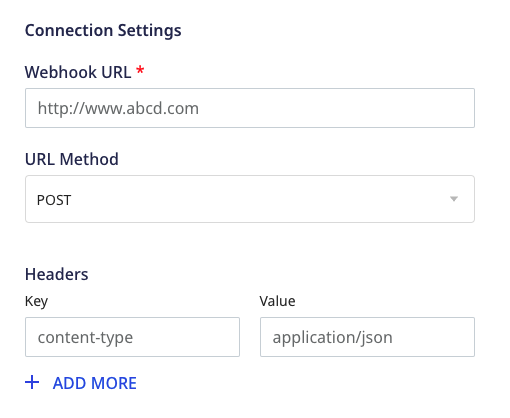 Connection Settings
Webhook URL *
http://www.abcd.com
URL Method
POST
Headers
Key Value
content-type application/json
+ ADD MORE